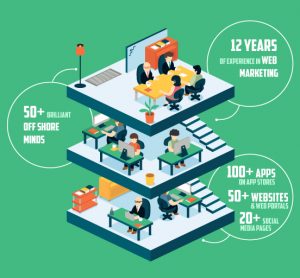 12 YEARS
OF EXPERIENCE IN WEB
MARKETING
50+ BRILLIANT
OFF SHORE
MINDS
100+ APPS
ON APP STORES
50+ WEBSITES
& WEB PORTALS
20+ SOCIAL
MEDIA PAGES